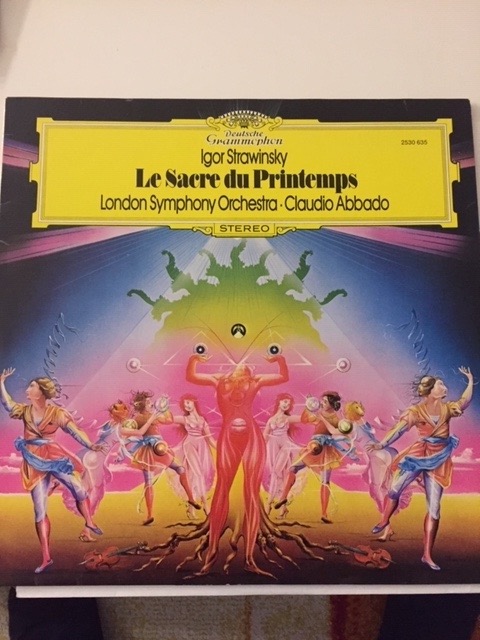 Deutsche
Grammophon
2530 635
Igor Strawinsky
Le Sacre du Printemps
London Symphony Orchestra · Claudio Abbado
STEREO